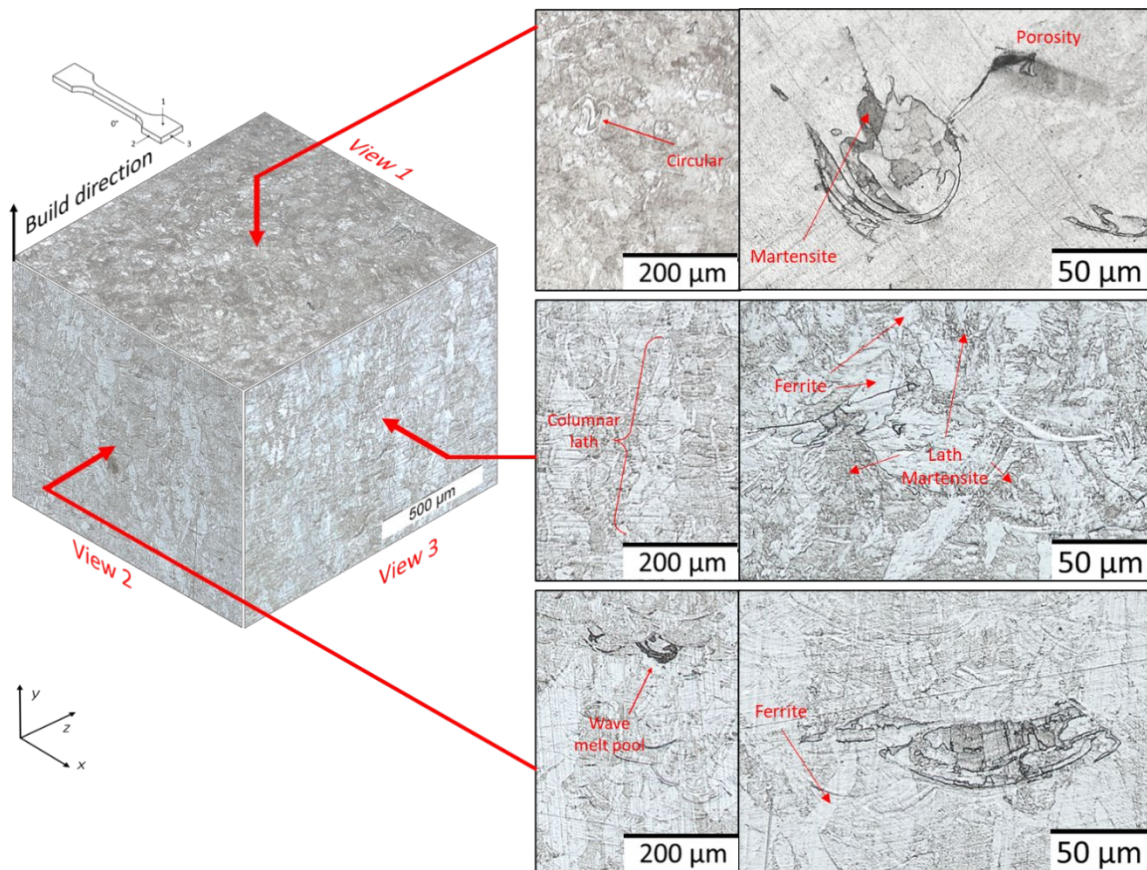 1
0°
2
3
Build direction
View 1
View 2
View 3
500 µm
y
z
x
Circular
200 µm
Porosity
Martensite
50 µm
Columnar
lath
200 µm
Ferrite
Lath
Martensite
50 µm
Wave
melt pool
200 µm
Ferrite
50 µm